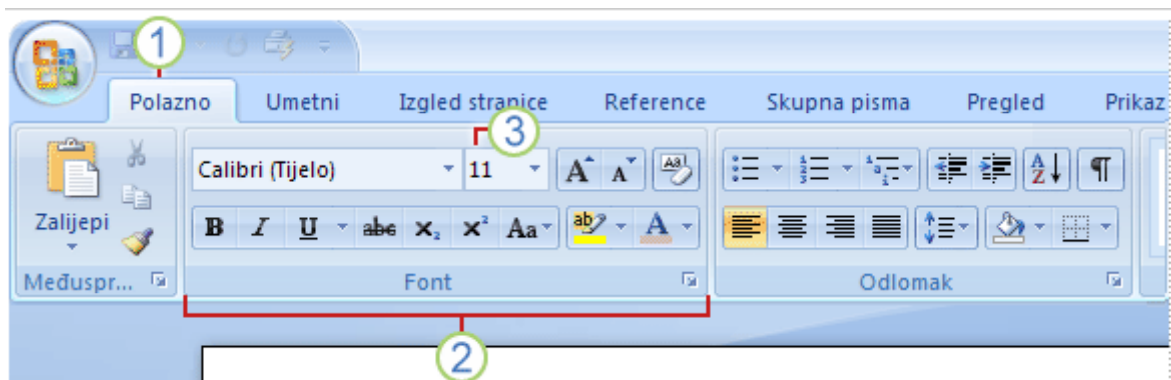 1
Polazno Umetni Izgled stranice Reference Skupna pisma Pregled Prikaz
3
Calibri (Tijelo) 11
Zalijepi
Međuspr... Font Odlomak
2